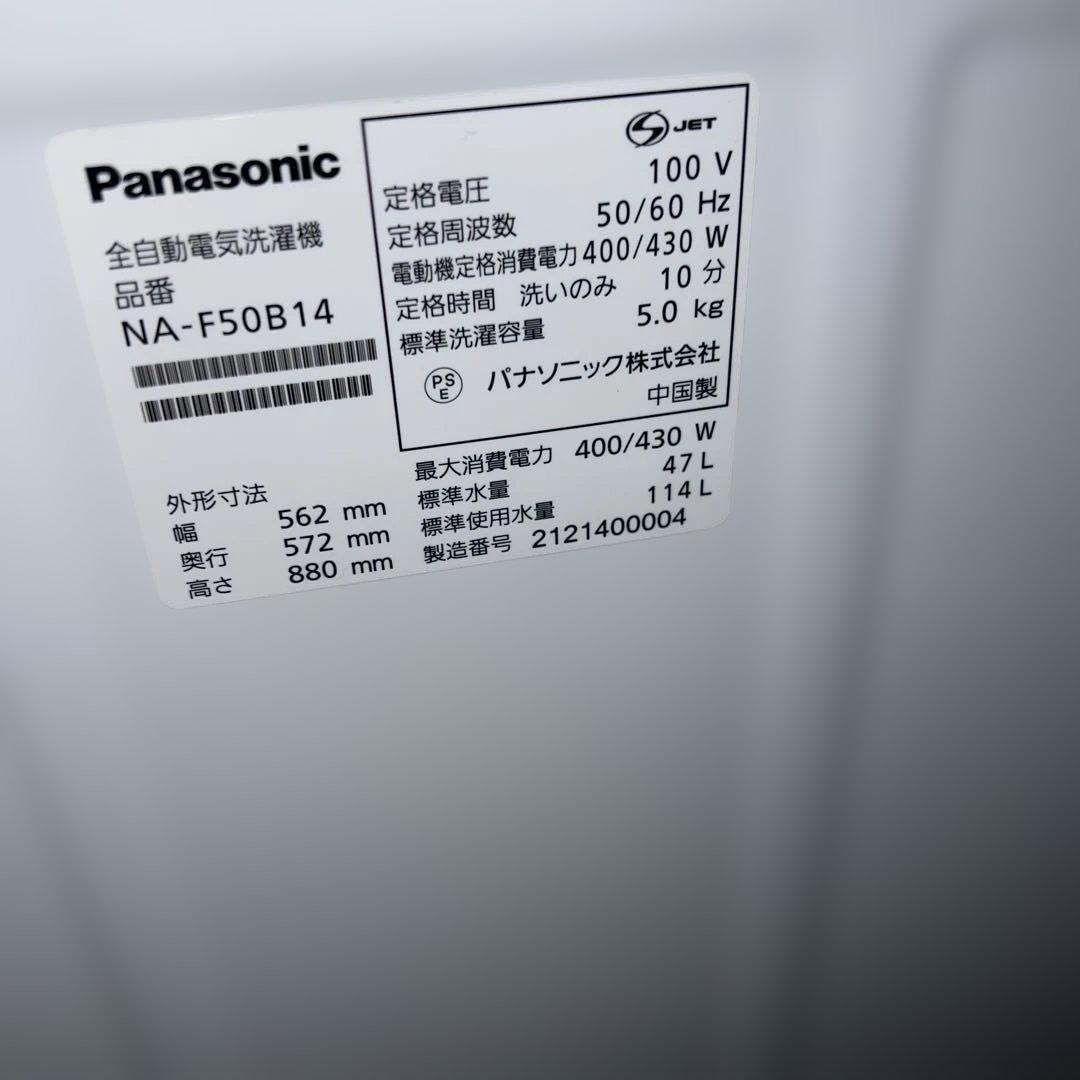 Panasonic
全自動電気洗濯機
品番
NA-F50B14
外形寸法
幅 562 mm
奥行 572 mm
高さ 880 mm
JET
定格電圧 100 V
定格周波数 50/60 Hz
電動機定格消費電力 400/430 W
定格時間 洗いのみ 10 分
標準洗濯容量 5.0 kg
PS
E
パナソニック株式会社
中国製
最大消費電力 400/430 W
標準水量 47 L
標準使用水量 114 L
製造番号 2121400004